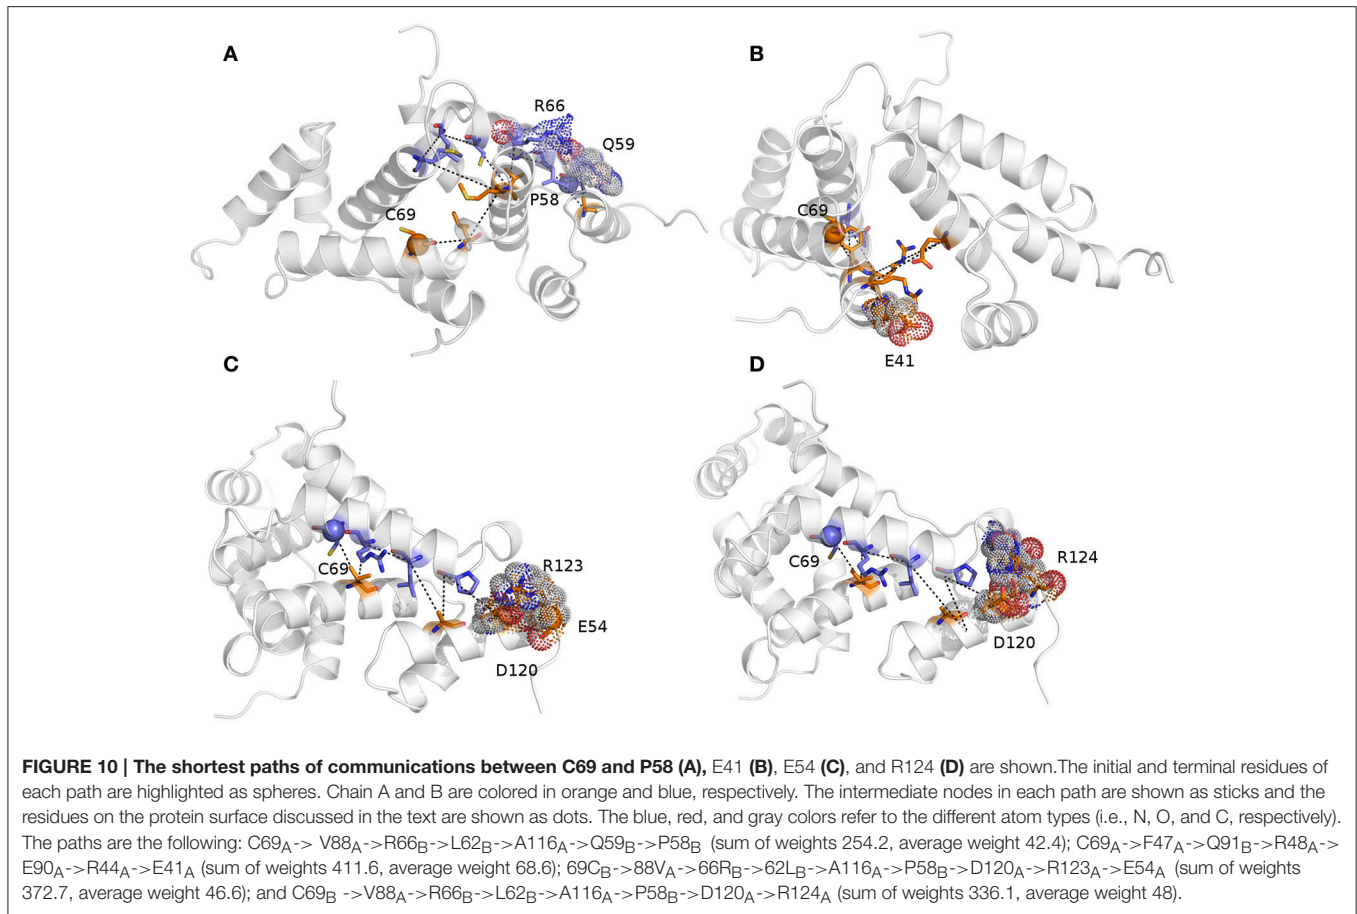 A
B
R66
Q59
C69
P58
C69
E41
C
D
C69
R123
E54
D120
C69
R124
D120
FIGURE 10 | The shortest paths of communications between C69 and P58 (A), E41 (B), E54 (C), and R124 (D) are shown.The initial and terminal residues of
each path are highlighted as spheres. Chain A and B are colored in orange and blue, respectively. The intermediate nodes in each path are shown as sticks and the
residues on the protein surface discussed in the text are shown as dots. The blue, red, and gray colors refer to the different atom types (i.e., N, O, and C, respectively).
The paths are the following: C69A-> V88A->R66B->L62B->A116A->Q59B->P58B (sum of weights 254.2, average weight 42.4); C69A->F47A->Q91B->R48A->
E90A->R44A->E41A (sum of weights 411.6, average weight 68.6); 69CB->88VA->66RB->62LB->A116A->P58B->D120A->R123A->E54A (sum of weights
372.7, average weight 46.6); and C69B ->V88A->R66B->L62B->A116A->P58B->D120A->R124A (sum of weights 336.1, average weight 48).